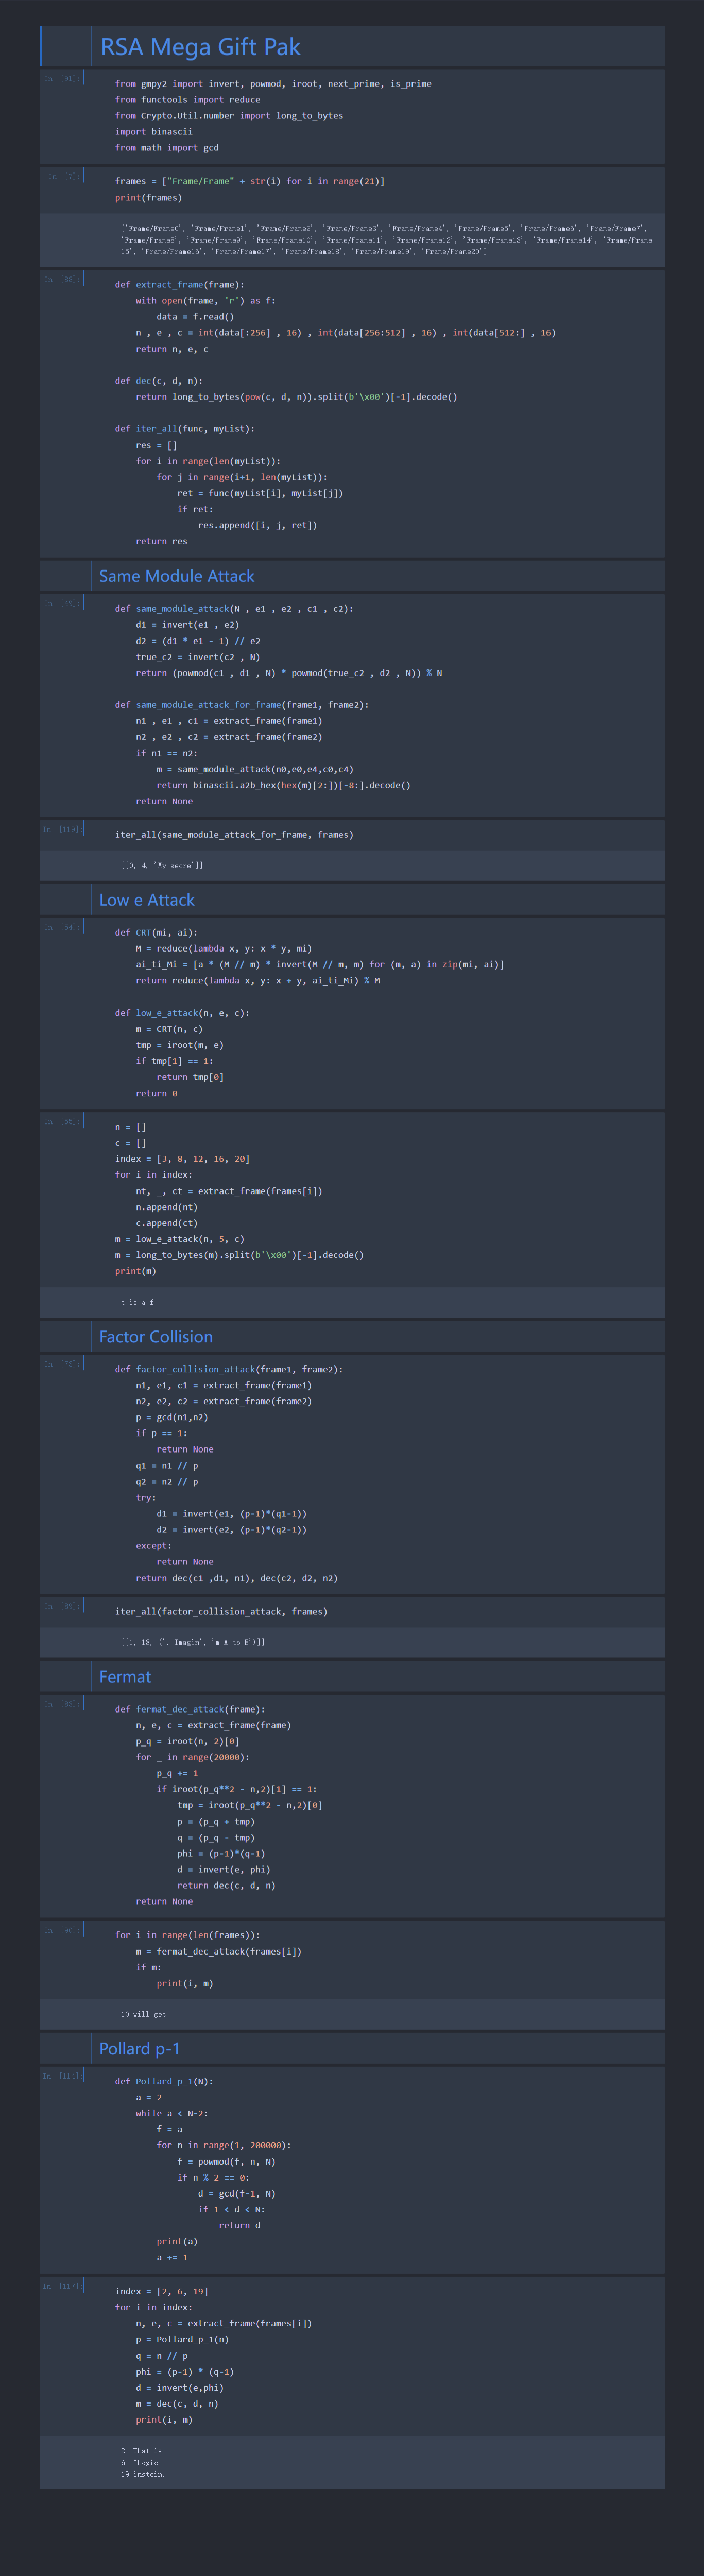 RSA Mega Gift Pak
In [91]:
from gmpy2 import invert, powmod, iroot, next_prime, is_prime
from functools import reduce
from Crypto.Util.number import long_to_bytes
import binascii
from math import gcd
In [7]:
frames = ["Frame/Frame" + str(i) for i in range(21)]
print(frames)
['Frame/Frame0', 'Frame/Frame1', 'Frame/Frame2', 'Frame/Frame3', 'Frame/Frame4', 'Frame/Frame5', 'Frame/Frame6', 'Frame/Frame7',
'Frame/Frame8', 'Frame/Frame9', 'Frame/Frame10', 'Frame/Frame11', 'Frame/Frame12', 'Frame/Frame13', 'Frame/Frame14', 'Frame/Frame
15', 'Frame/Frame16', 'Frame/Frame17', 'Frame/Frame18', 'Frame/Frame19', 'Frame/Frame20']
In [88]:
def extract_frame(frame):
    with open(frame, 'r') as f:
        data = f.read()
    n , e , c = int(data[:256] , 16) , int(data[256:512] , 16) , int(data[512:] , 16)
    return n, e, c
def dec(c, d, n):
    return long_to_bytes(pow(c, d, n)).split(b'\x00')[-1].decode()
def iter_all(func, myList):
    res = []
    for i in range(len(myList)):
        for j in range(i+1, len(myList)):
            ret = func(myList[i], myList[j])
            if ret:
                res.append([i, j, ret])
    return res
Same Module Attack
In [49]:
def same_module_attack(N , e1 , e2 , c1 , c2):
    d1 = invert(e1 , e2)
    d2 = (d1 * e1 - 1) // e2
    true_c2 = invert(c2 , N)
    return (powmod(c1 , d1 , N) * powmod(true_c2 , d2 , N)) % N
def same_module_attack_for_frame(frame1, frame2):
    n1 , e1 , c1 = extract_frame(frame1)
    n2 , e2 , c2 = extract_frame(frame2)
    if n1 == n2:
        m = same_module_attack(n0,e0,e4,c0,c4)
        return binascii.a2b_hex(hex(m)[2:])[-8:].decode()
    return None
In [119]:
iter_all(same_module_attack_for_frame, frames)
[[0, 4, 'My secre']]
Low e Attack
In [54]:
def CRT(mi, ai):
    M = reduce(lambda x, y: x * y, mi)
    ai_ti_Mi = [a * (M // m) * invert(M // m, m) for (m, a) in zip(mi, ai)]
    return reduce(lambda x, y: x + y, ai_ti_Mi) % M
def low_e_attack(n, e, c):
    m = CRT(n, c)
    tmp = iroot(m, e)
    if tmp[1] == 1:
        return tmp[0]
    return 0
In [55]:
n = []
c = []
index = [3, 8, 12, 16, 20]
for i in index:
    nt, _, ct = extract_frame(frames[i])
    n.append(nt)
    c.append(ct)
m = low_e_attack(n, 5, c)
m = long_to_bytes(m).split(b'\x00')[-1].decode()
print(m)
t is a f
Factor Collision
In [73]:
def factor_collision_attack(frame1, frame2):
    n1, e1, c1 = extract_frame(frame1)
    n2, e2, c2 = extract_frame(frame2)
    p = gcd(n1,n2)
    if p == 1:
        return None
    q1 = n1 // p
    q2 = n2 // p
    try:
        d1 = invert(e1, (p-1)*(q1-1))
        d2 = invert(e2, (p-1)*(q2-1))
    except:
        return None
    return dec(c1 ,d1, n1), dec(c2, d2, n2)
In [89]:
iter_all(factor_collision_attack, frames)
[[1, 18, ('. Imagin', 'm A to B')]]
Fermat
In [80]:
def fermat_dec_attack(frame):
    n, e, c = extract_frame(frame)
    p_q = iroot(n, 2)[0]
    for _ in range(20000):
        p_q += 1
        if iroot(p_q**2 - n,2)[1] == 1:
            tmp = iroot(p_q**2 - n,2)[0]
            p = (p_q + tmp)
            q = (p_q - tmp)
            phi = (p-1)*(q-1)
            d = invert(e, phi)
            return dec(c, d, n)
    return None
In [90]:
for i in range(len(frames)):
    m = fermat_dec_attack(frames[i])
    if m:
        print(i, m)
10 will get
Pollard p-1
In [114]:
def Pollard_p_1(N):
    a = 2
    while a < N-2:
        f = a
        for n in range(1, 200000):
            f = powmod(f, n, N)
            if n % 2 == 0:
                d = gcd(f-1, N)
                if 1 < d < N:
                    return d
        print(a)
        a += 1
In [117]:
index = [2, 6, 19]
for i in index:
    n, e, c = extract_frame(frames[i])
    p = Pollard_p_1(n)
    q = n // p
    phi = (p-1) * (q-1)
    d = invert(e,phi)
    m = dec(c, d, n)
    print(i, m)
2  That is
6  "Logic
19 instein.